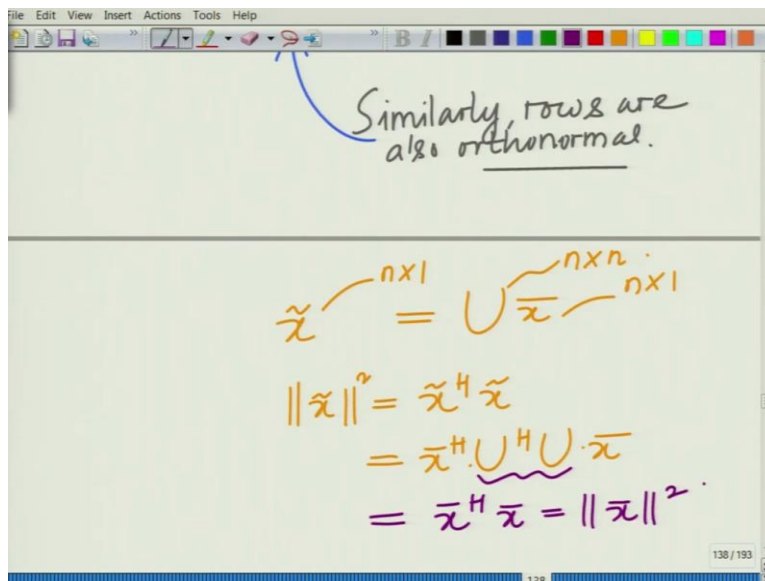 File Edit View Insert Actions Tools Help
Similarly, rows are
also orthonormal.
x̃ n×1 = U n×n x̄ n×1
||x̃||² = x̃ᴴ x̃
= x̄ᴴ · Uᴴ U · x̄
= x̄ᴴ x̄ = ||x̄||²
138/193
138